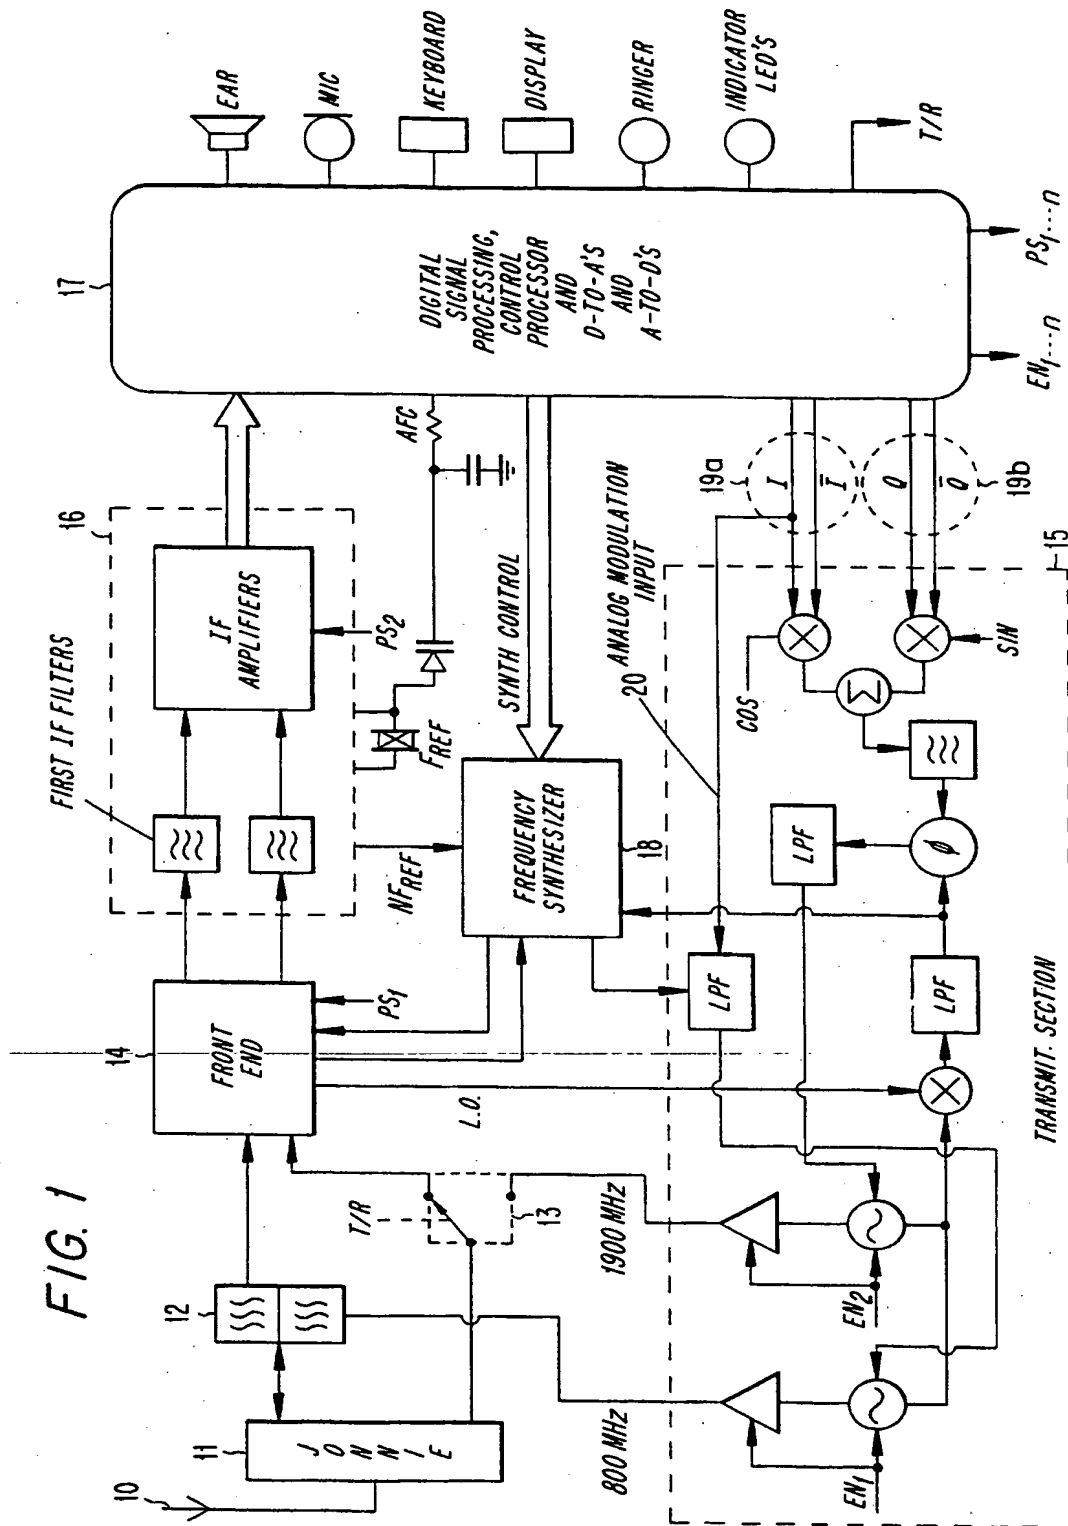 FIG. 1
10
11
J O N N I E
12
13
T/R
14
FRONT
END
PS1
L.O.
FIRST IF FILTERS
16
IF
AMPLIFIERS
PS2
NFREF
FREF
AFC
17
DIGITAL
SIGNAL
PROCESSING,
CONTROL
PROCESSOR
AND
D-TO-A'S
AND
A-TO-D'S
EAR
MIC
KEYBOARD
DISPLAY
RINGER
INDICATOR
LED'S
T/R
PS1...n
EN1...n
SYNTH CONTROL
FREQUENCY
SYNTHESIZER
18
20
ANALOG MODULATION
INPUT
19a
I
I̅
Q
Q̅
19b
15
COS
SIN
Σ
LPF
ϕ
LPF
LPF
800 MHz
1900 MHz
EN1
EN2
TRANSMIT. SECTION